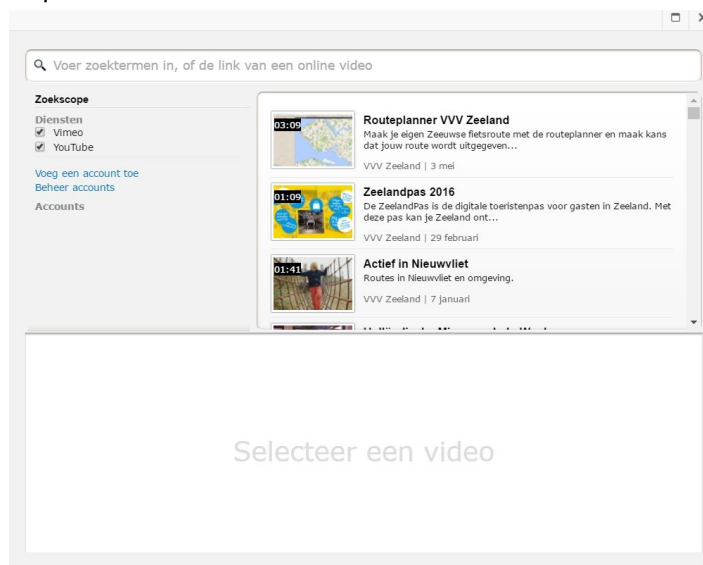 Voer zoektermen in, of de link van een online video
Zoekscope
Diensten
Vimeo
YouTube
Voeg een account toe
Beheer accounts
Accounts
03:09
Routeplanner VVV Zeeland
Maak je eigen Zeeuwse fietsroute met de routeplanner en maak kans
dat jouw route wordt uitgegeven...
VVV Zeeland | 3 mei
01:09
Zeelandpas 2016
De ZeelandPas is de digitale toeristenpas voor gasten in Zeeland. Met
deze pas kan je Zeeland ont...
VVV Zeeland | 29 februari
01:41
Actief in Nieuwvliet
Routes in Nieuwvliet en omgeving.
VVV Zeeland | 7 januari
Selecteer een video